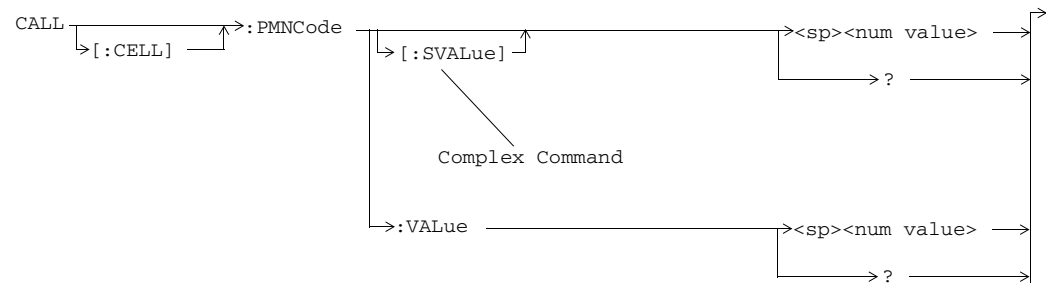 CALL :PMNCode <sp><num value>
[:CELL] [:SVALue]
?
Complex Command
:VALue <sp><num value>
?